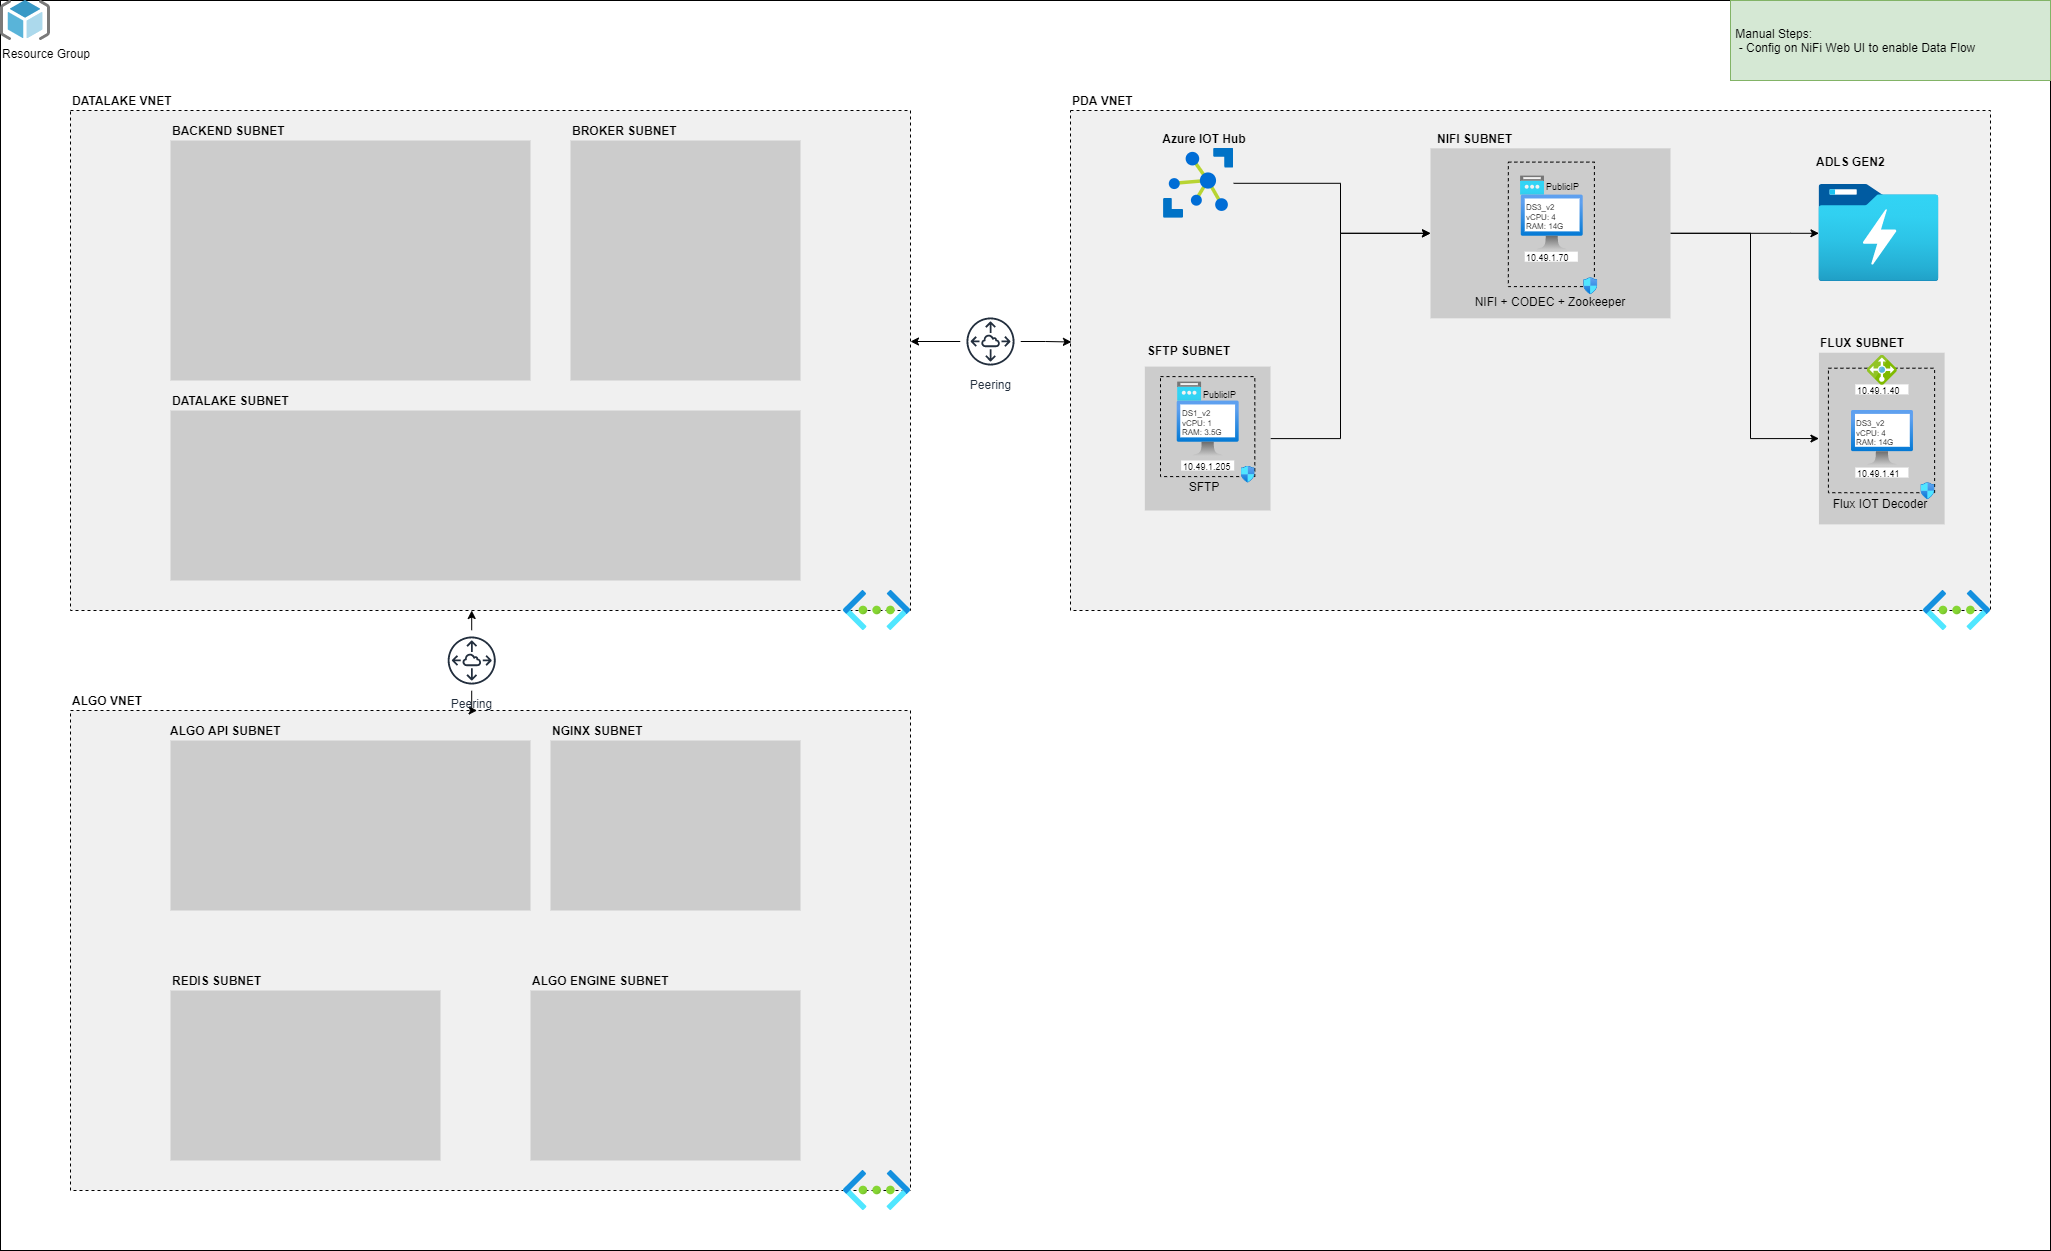 Resource Group
Manual Steps:
- Config on NiFi Web UI to enable Data Flow
DATALAKE VNET
BACKEND SUBNET
BROKER SUBNET
DATALAKE SUBNET
Peering
PDA VNET
Azure IOT Hub
NIFI SUBNET
PublicIP
DS3_v2
vCPU: 4
RAM: 14G
10.49.1.70
NIFI + CODEC + Zookeeper
ADLS GEN2
SFTP SUBNET
PublicIP
DS1_v2
vCPU: 1
RAM: 3.5G
10.49.1.205
SFTP
FLUX SUBNET
10.49.1.40
DS3_v2
vCPU: 4
RAM: 14G
10.49.1.41
Flux IOT Decoder
Peering
ALGO VNET
ALGO API SUBNET
NGINX SUBNET
REDIS SUBNET
ALGO ENGINE SUBNET